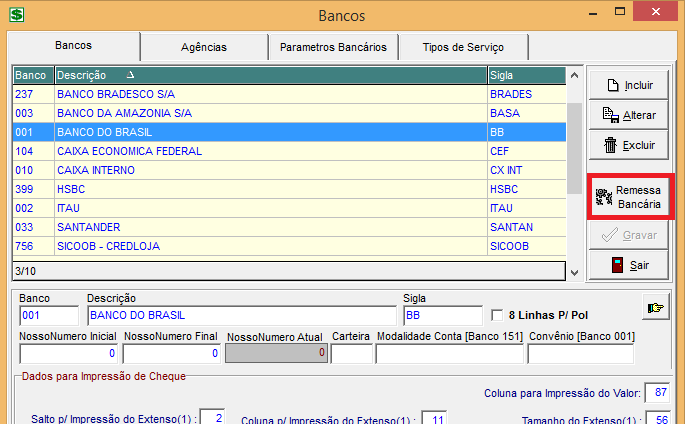 Bancos
Bancos Agências Parametros Bancários Tipos de Serviço
Banco Descrição Sigla
237 BANCO BRADESCO S/A BRADES
003 BANCO DA AMAZONIA S/A BASA
001 BANCO DO BRASIL BB
104 CAIXA ECONOMICA FEDERAL CEF
010 CAIXA INTERNO CX INT
399 HSBC HSBC
002 ITAU ITAU
033 SANTANDER SANTAN
756 SICOOB - CREDLOJA SICOOB
3/10
Incluir
Alterar
Excluir
Remessa
Bancária
Gravar
Sair
Banco Descrição Sigla
001 BANCO DO BRASIL BB 8 Linhas P/ Pol
NossoNumero Inicial NossoNumero Final NossoNumero Atual Carteira Modalidade Conta [Banco 151] Convênio [Banco 001]
0 0 0
Dados para Impressão de Cheque
Coluna para Impressão do Valor: 87
Salto p/ Impressão do Extenso(1) : 2 Coluna p/ Impressão do Extenso(1) : 11 Tamanho do Extenso(1) : 56